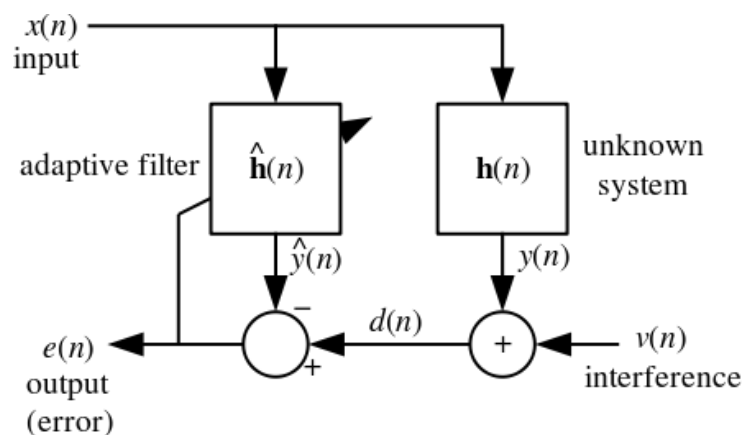 x(n)
input
adaptive filter
ĥ(n)
h(n)
unknown
system
ŷ(n)
y(n)
−
+
d(n)
+
e(n)
output
(error)
v(n)
interference